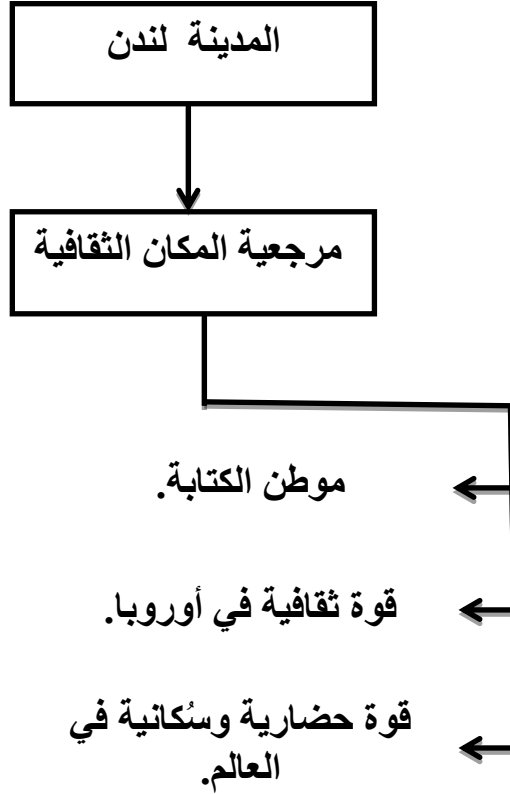 المدينة لندن
مرجعية المكان الثقافية
موطن الكتابة.
قوة ثقافية في أوروبا.
قوة حضارية وسُكانية في
العالم.